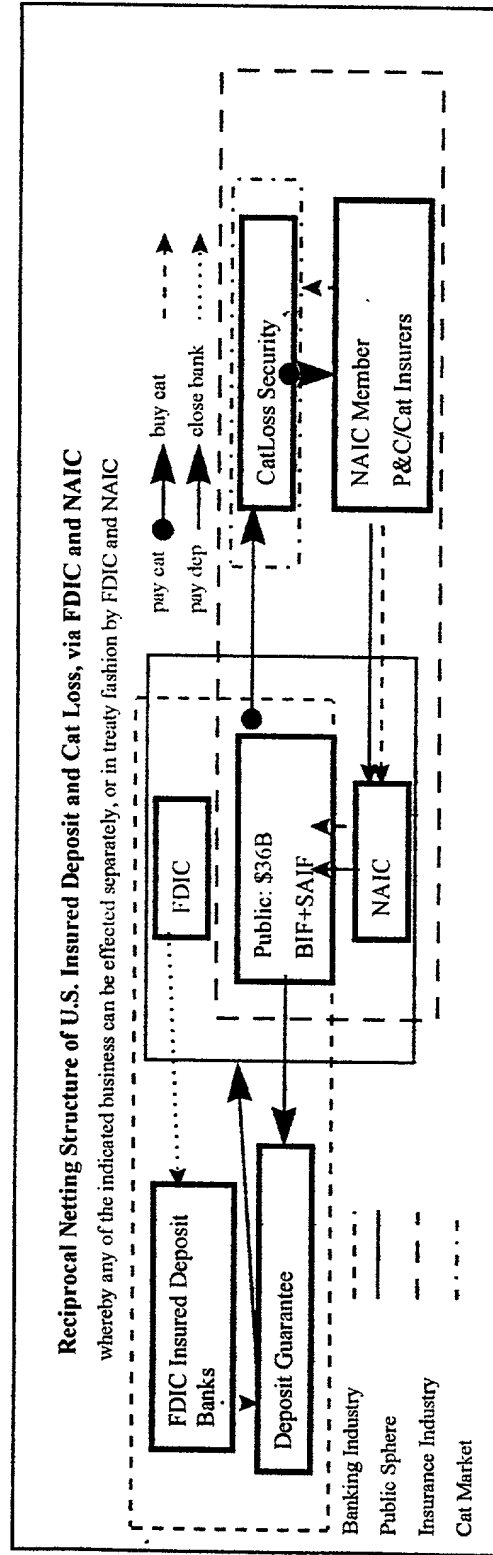 Reciprocal Netting Structure of U.S. Insured Deposit and Cat Loss, via FDIC and NAIC
whereby any of the indicated business can be effected separately, or in treaty fashion by FDIC and NAIC
pay cat
buy cat
pay dep
close bank
FDIC Insured Deposit
Banks
FDIC
CatLoss Security
Deposit Guarantee
Public: $36B
BIF+SAIF
NAIC
NAIC Member
P&C/Cat Insurers
Banking Industry
Public Sphere
Insurance Industry
Cat Market